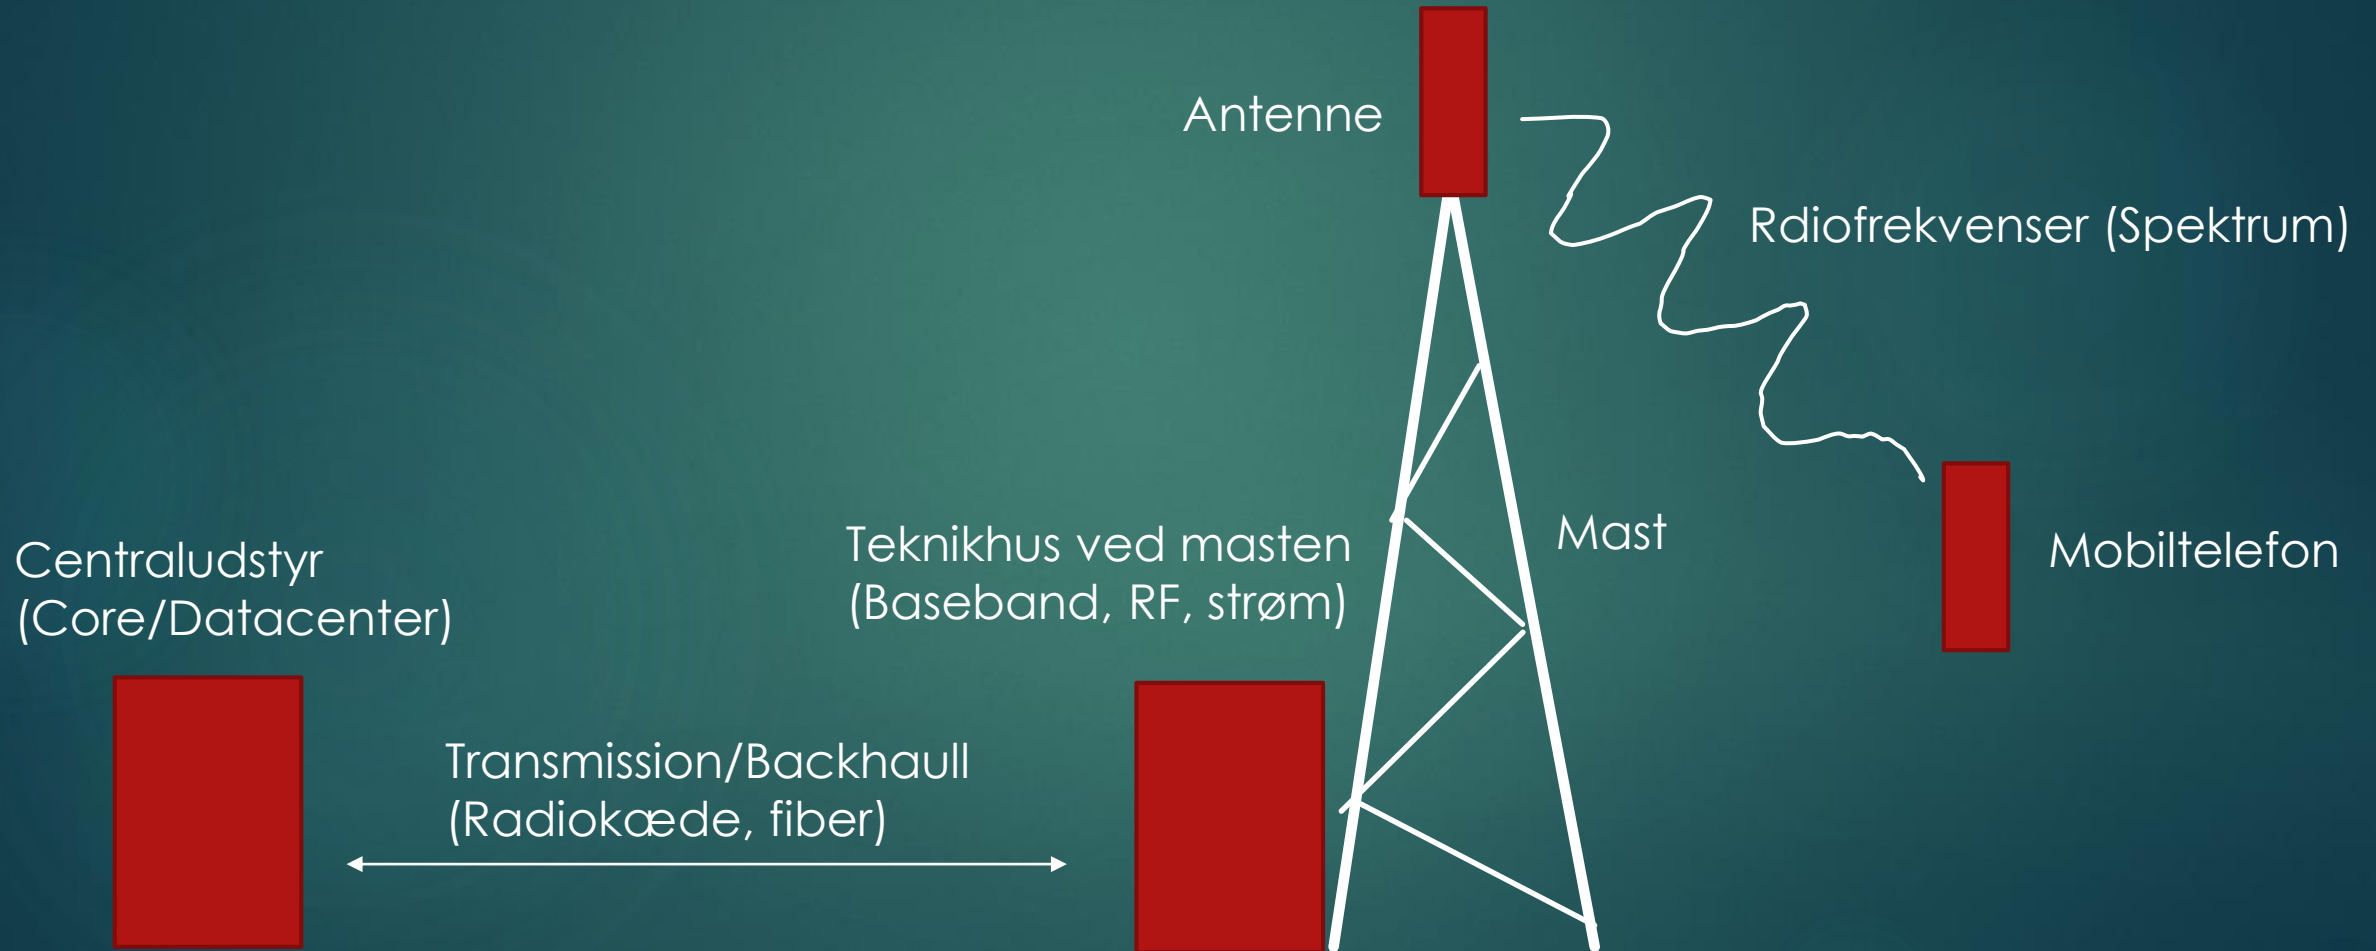 Antenne
Rdiofrekvenser (Spektrum)
Mast
Mobiltelefon
Teknikhus ved masten
(Baseband, RF, strøm)
Centraludstyr
(Core/Datacenter)
Transmission/Backhaull
(Radiokæde, fiber)